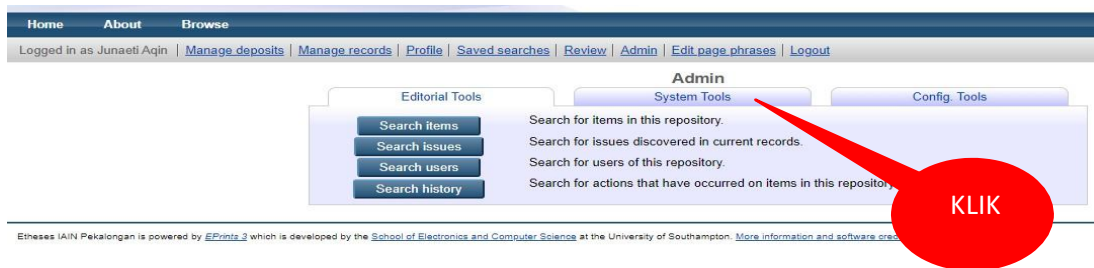 Home About Browse
Logged in as Junaeti Aqin | Manage deposits | Manage records | Profile | Saved searches | Review | Admin | Edit page phrases | Logout
Admin
Editorial Tools System Tools Config. Tools
Search items Search for items in this repository.
Search issues Search for issues discovered in current records.
Search users Search for users of this repository.
Search history Search for actions that have occurred on items in this repository
KLIK
Etheses IAIN Pekalongan is powered by EPrints 3 which is developed by the School of Electronics and Computer Science at the University of Southampton. More information and software